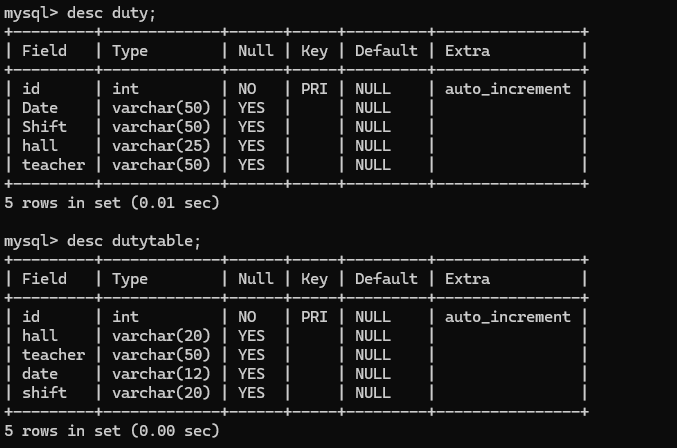 mysql> desc duty;
+---------+-------------+------+-----+---------+----------------+
| Field   | Type        | Null | Key | Default | Extra          |
+---------+-------------+------+-----+---------+----------------+
| id      | int         | NO   | PRI | NULL    | auto_increment |
| Date    | varchar(50) | YES  |     | NULL    |                |
| Shift   | varchar(50) | YES  |     | NULL    |                |
| hall    | varchar(25) | YES  |     | NULL    |                |
| teacher | varchar(50) | YES  |     | NULL    |                |
+---------+-------------+------+-----+---------+----------------+
5 rows in set (0.01 sec)

mysql> desc dutytable;
+---------+-------------+------+-----+---------+----------------+
| Field   | Type        | Null | Key | Default | Extra          |
+---------+-------------+------+-----+---------+----------------+
| id      | int         | NO   | PRI | NULL    | auto_increment |
| hall    | varchar(20) | YES  |     | NULL    |                |
| teacher | varchar(50) | YES  |     | NULL    |                |
| date    | varchar(12) | YES  |     | NULL    |                |
| shift   | varchar(20) | YES  |     | NULL    |                |
+---------+-------------+------+-----+---------+----------------+
5 rows in set (0.00 sec)